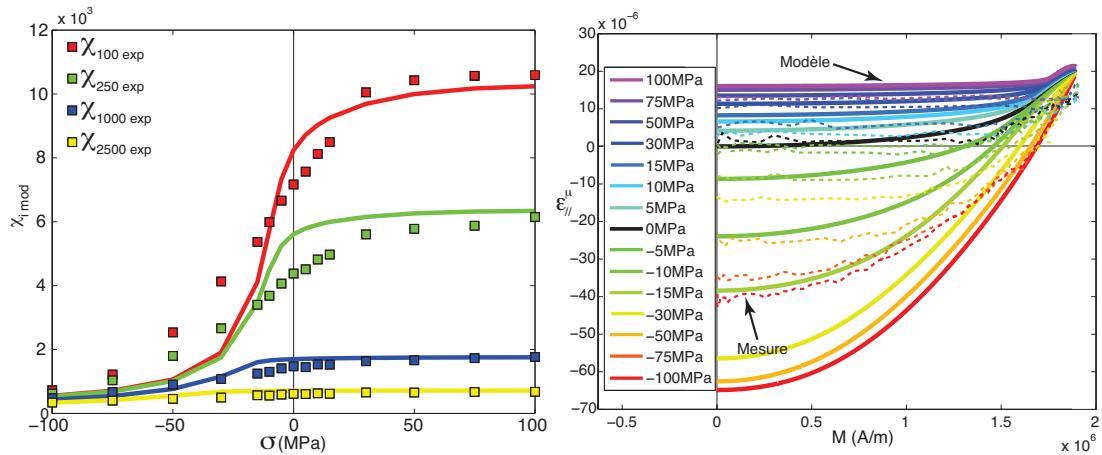 x 10³
12
10
8
6
4
2
0
−100
−50
0
50
100
σ(MPa)
χi mod
χ100 exp
χ250 exp
χ1000 exp
χ2500 exp
30 x 10⁻⁶
20
10
0
−10
−20
−30
−40
−50
−60
−70
ε//μ
100MPa
75MPa
50MPa
30MPa
15MPa
10MPa
5MPa
0MPa
−5MPa
−10MPa
−15MPa
−30MPa
−50MPa
−75MPa
−100MPa
Modèle
Mesure
−0.5
0
0.5
1
1.5
2
x 10⁶
M (A/m)